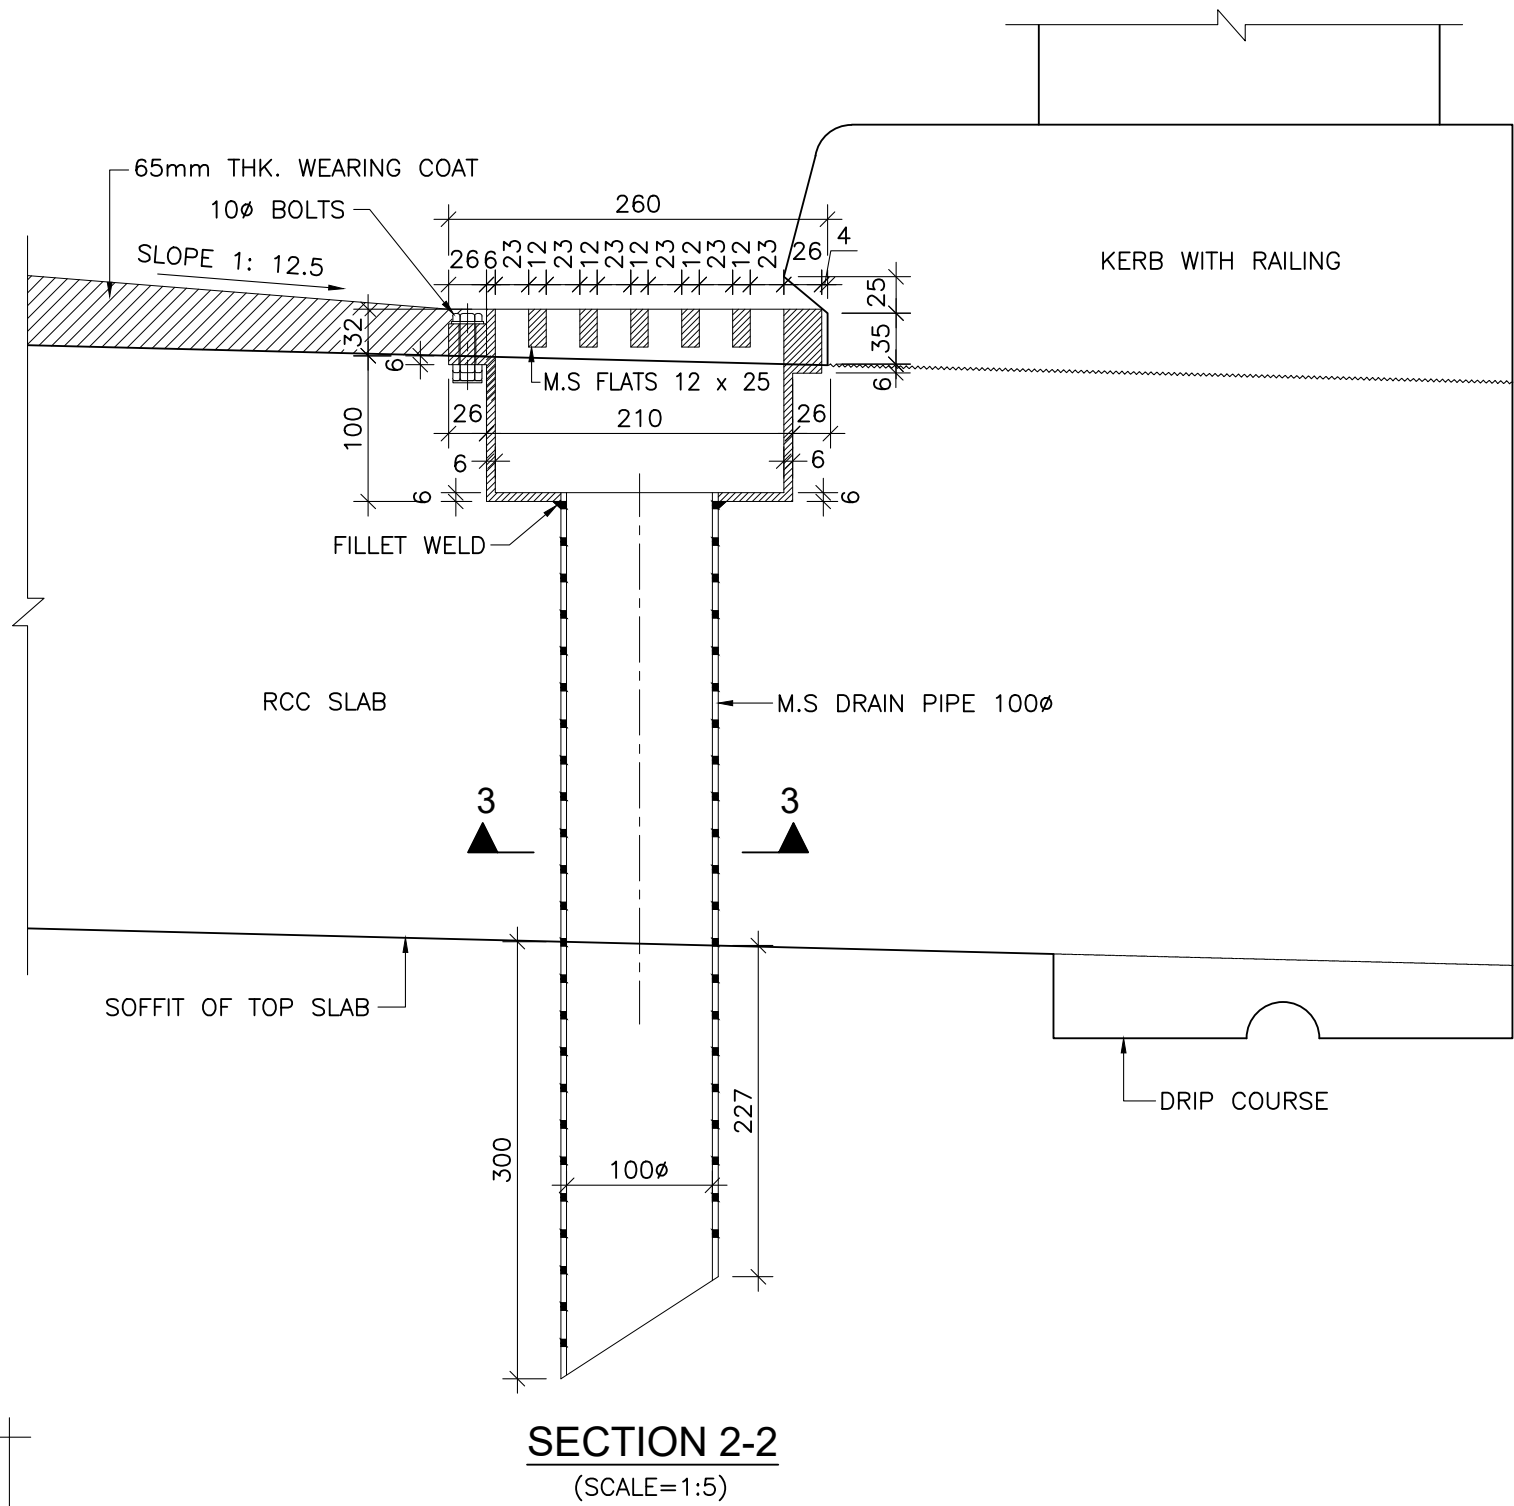 65mm THK. WEARING COAT
10ø BOLTS
SLOPE 1: 12.5
260
26 6 23 12 23 12 23 12 23 12 23 12 23 26 4
KERB WITH RAILING
25
32
35
6
6
M.S FLATS 12 x 25
26 210 26
100
6 6
6 6
FILLET WELD
RCC SLAB
M.S DRAIN PIPE 100ø
3 3
SOFFIT OF TOP SLAB
DRIP COURSE
227
300
100ø
SECTION 2-2
(SCALE=1:5)